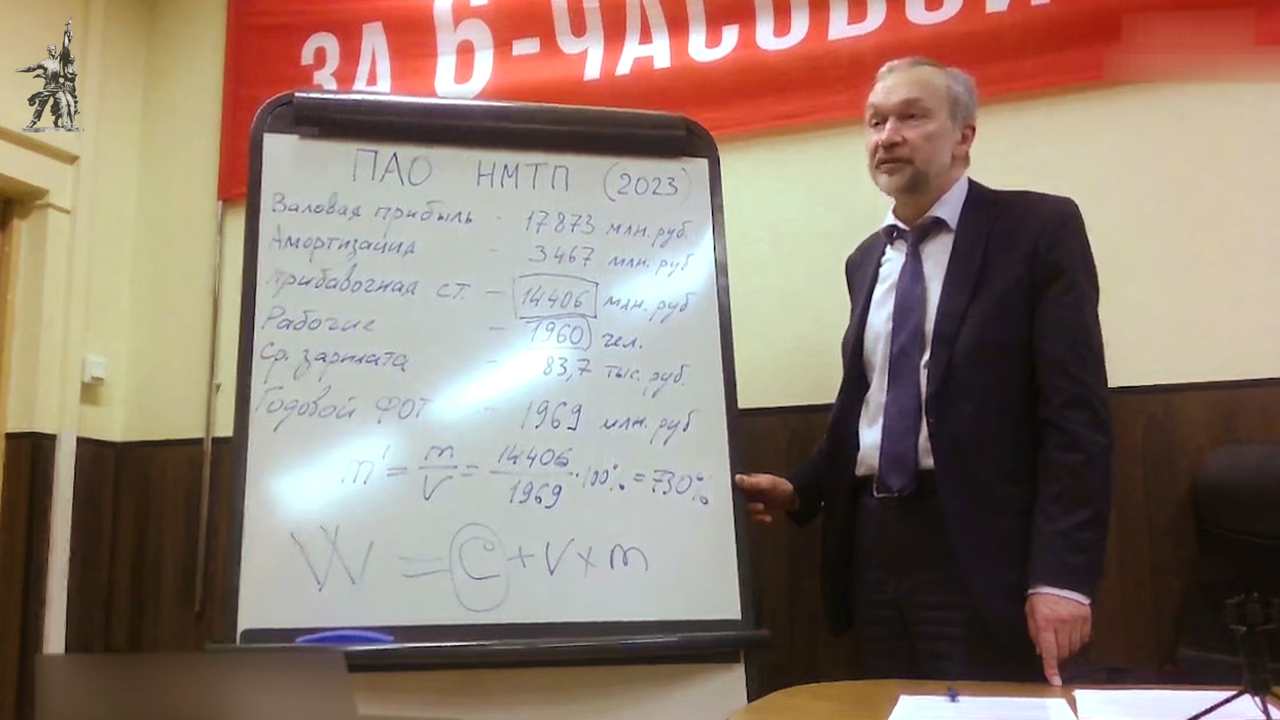 ЗА 6-ЧАСОВОЙ
ПАО НМТП (2023)
Валовая прибыль - 17873 млн. руб.
Амортизация - 3467 млн. руб
прибавочная ст. - 14406 млн. руб
Рабочие - 1960 чел.
Ср. зарплата - 83,7 тыс. руб.
Годовой ФОТ - 1969 млн. руб
m' = m/v = 14406/1969 · 100% = 730%
W = C + V x m